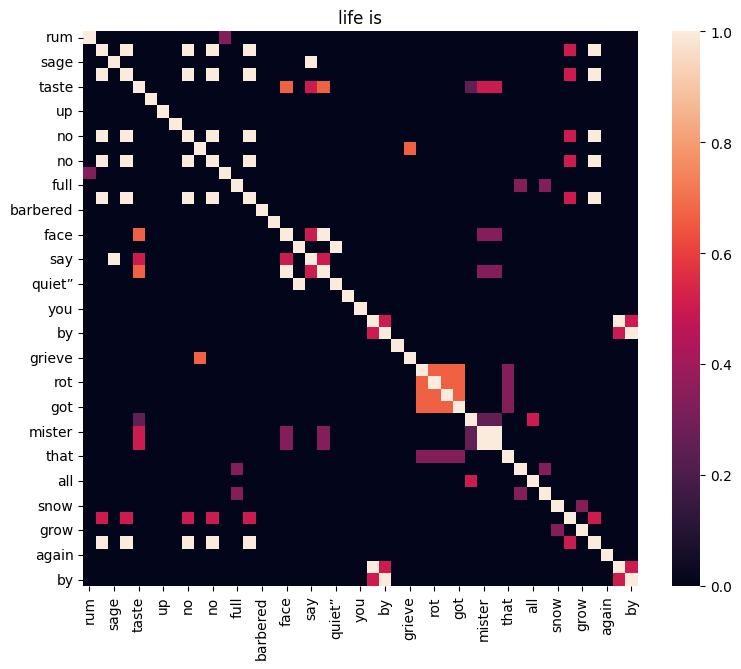 life is
rum
sage
taste
up
no
no
full
barbered
face
say
quiet”
you
by
grieve
rot
got
mister
that
all
snow
grow
again
by
rum
sage
taste
up
no
no
full
barbered
face
say
quiet”
you
by
grieve
rot
got
mister
that
all
snow
grow
again
by
1.0
0.8
0.6
0.4
0.2
0.0